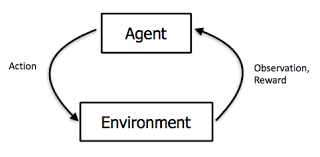 Agent
Action
Observation,
Reward
Environment